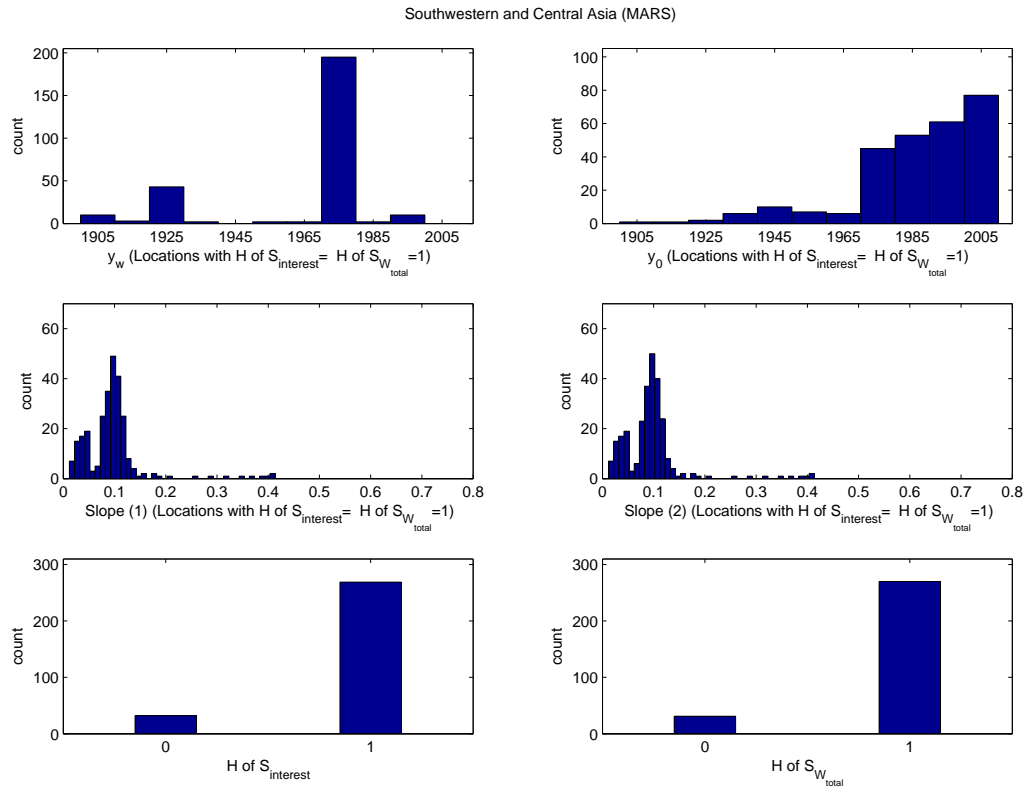 Southwestern and Central Asia (MARS)
200
150
100
50
0
count
1905 1925 1945 1965 1985 2005
y_w (Locations with H of S_interest= H of S_W_total =1)
100
80
60
40
20
0
count
1905 1925 1945 1965 1985 2005
y_0 (Locations with H of S_interest= H of S_W_total =1)
60
40
20
0
count
0 0.1 0.2 0.3 0.4 0.5 0.6 0.7 0.8
Slope (1) (Locations with H of S_interest= H of S_W_total =1)
60
40
20
0
count
0 0.1 0.2 0.3 0.4 0.5 0.6 0.7 0.8
Slope (2) (Locations with H of S_interest= H of S_W_total =1)
300
200
100
0
count
0 1
H of S_interest
300
200
100
0
count
0 1
H of S_W_total